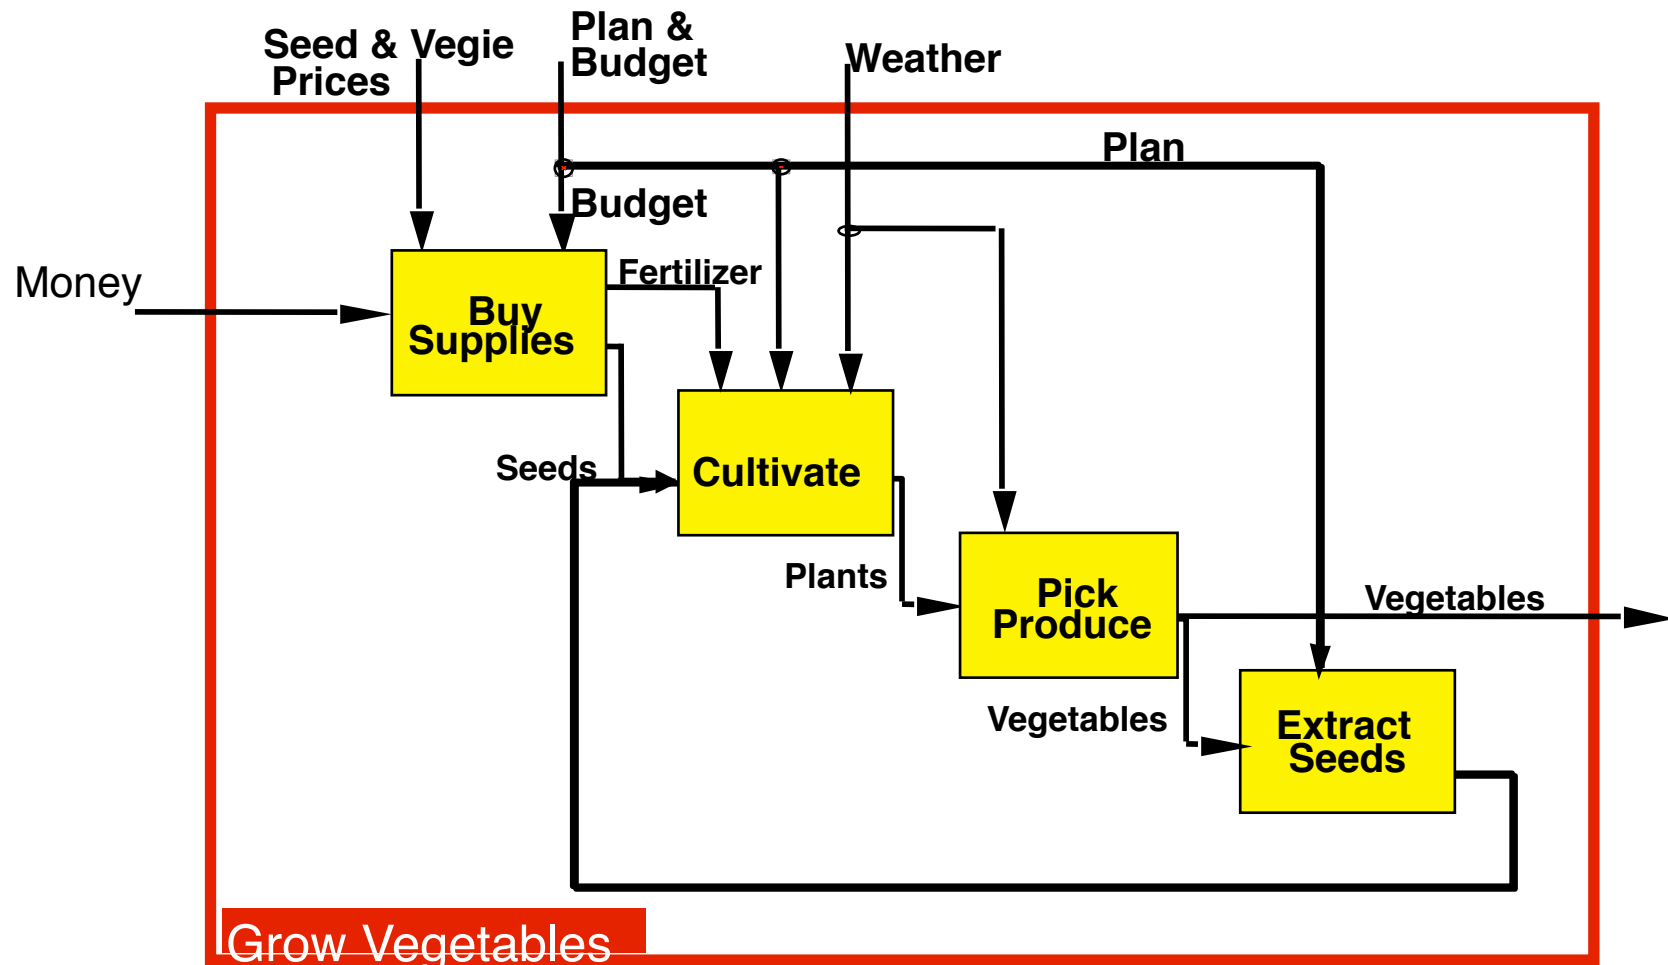 Seed & Vegie
Prices
Plan &
Budget
Weather
Plan
Budget
Money
Fertilizer
Buy
Supplies
Seeds
Cultivate
Plants
Pick
Produce
Vegetables
Vegetables
Extract
Seeds
Grow Vegetables